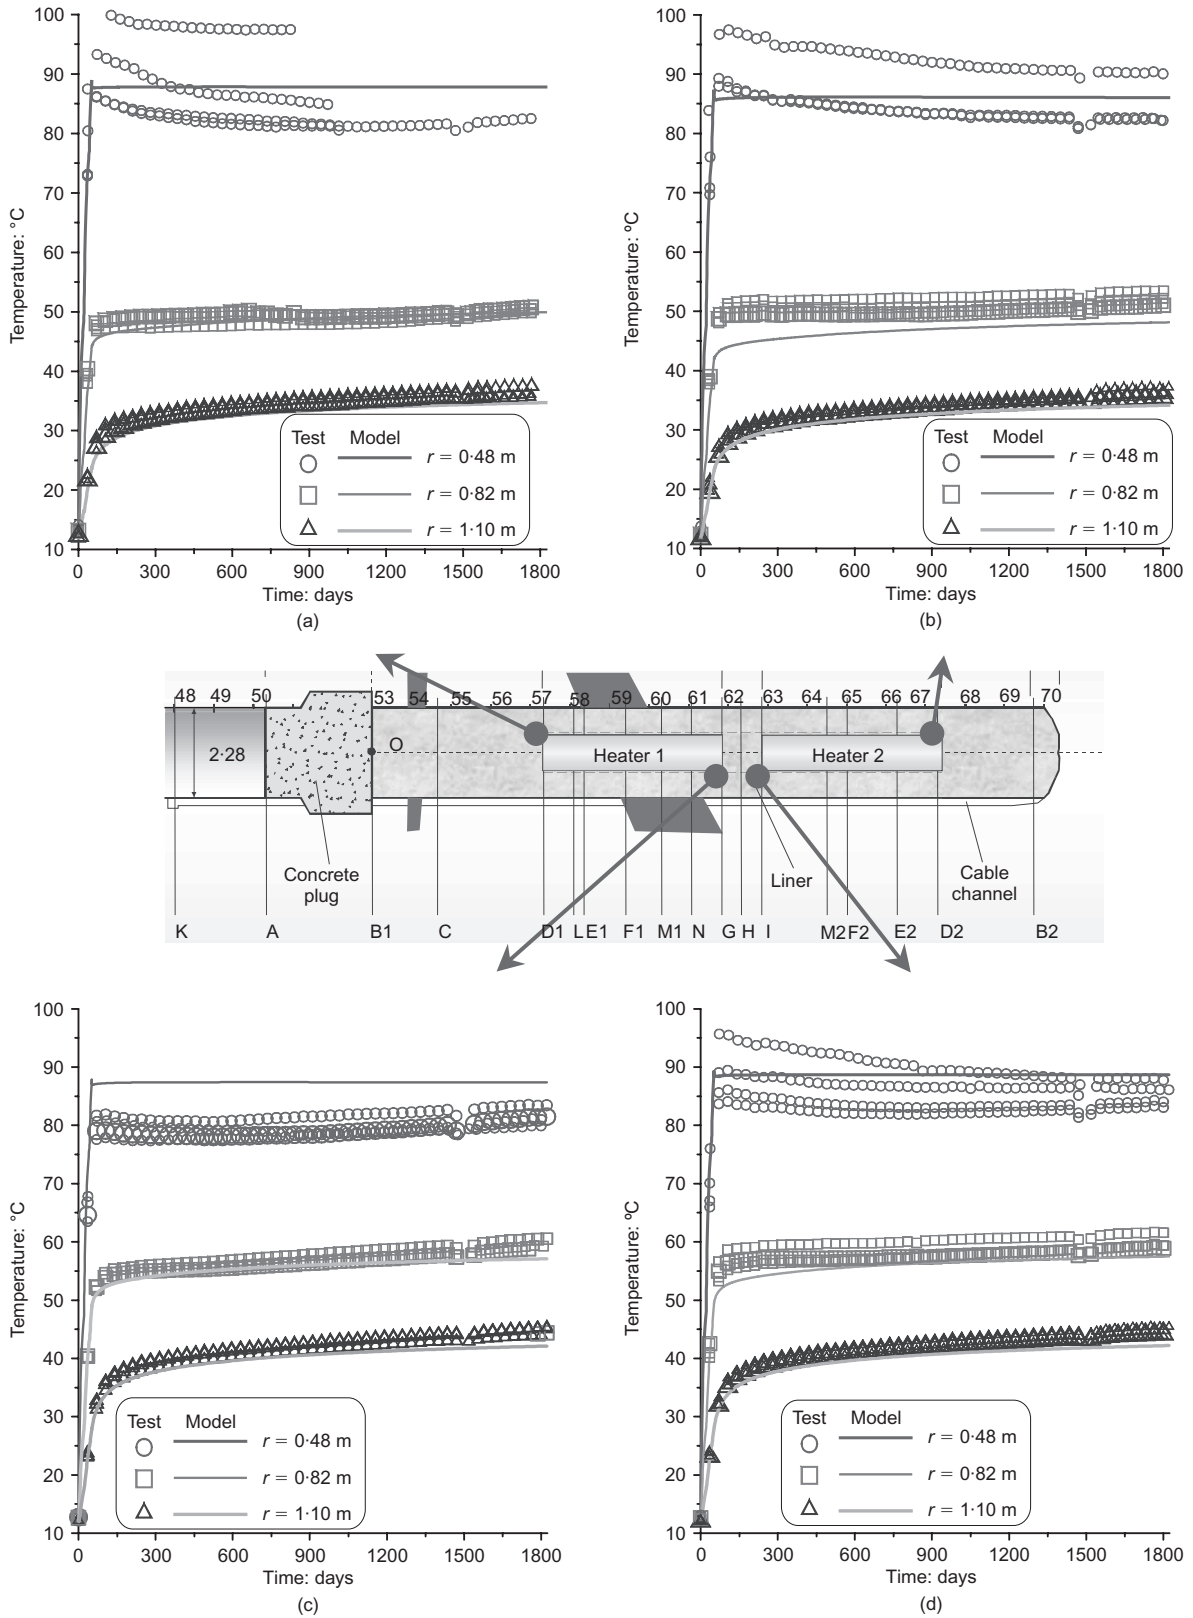 100
90
80
70
60
50
40
30
20
10
Temperature: °C
Test Model
r = 0·48 m
r = 0·82 m
r = 1·10 m
0 300 600 900 1200 1500 1800
Time: days
(a)
100
90
80
70
60
50
40
30
20
10
Temperature: ºC
Test Model
r = 0·48 m
r = 0·82 m
r = 1·10 m
0 300 600 900 1200 1500 1800
Time: days
(b)
48 49 50 53 54 55 56 57 58 59 60 61 62 63 64 65 66 67 68 69 70
O
2·28
Heater 1
Heater 2
Concrete
plug
Liner
Cable
channel
K A B1 C D1 L E1 F1 M1 N G H I M2 F2 E2 D2 B2
100
90
80
70
60
50
40
30
20
10
Temperature: °C
Test Model
r = 0·48 m
r = 0·82 m
r = 1·10 m
0 300 600 900 1200 1500 1800
Time: days
(c)
100
90
80
70
60
50
40
30
20
10
Temperature: ºC
Test Model
r = 0·48 m
r = 0·82 m
r = 1·10 m
0 300 600 900 1200 1500 1800
Time: days
(d)